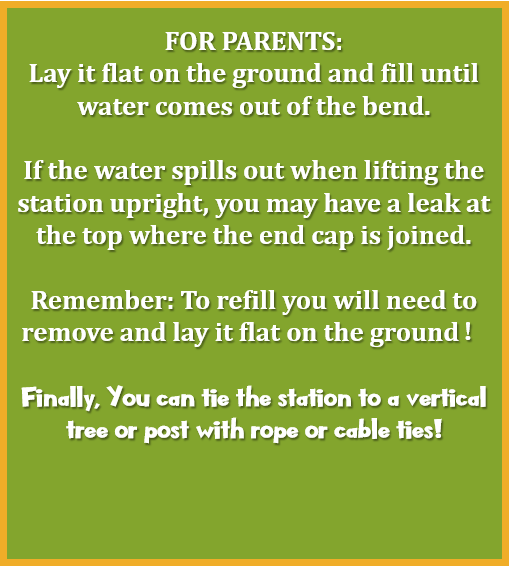 FOR PARENTS:
Lay it flat on the ground and fill until
water comes out of the bend.
If the water spills out when lifting the
station upright, you may have a leak at
the top where the end cap is joined.
Remember: To refill you will need to
remove and lay it flat on the ground !
Finally, You can tie the station to a vertical
tree or post with rope or cable ties!